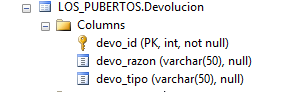 LOS_PUBERTOS.Devolucion
Columns
devo_id (PK, int, not null)
devo_razon (varchar(50), null)
devo_tipo (varchar(50), null)